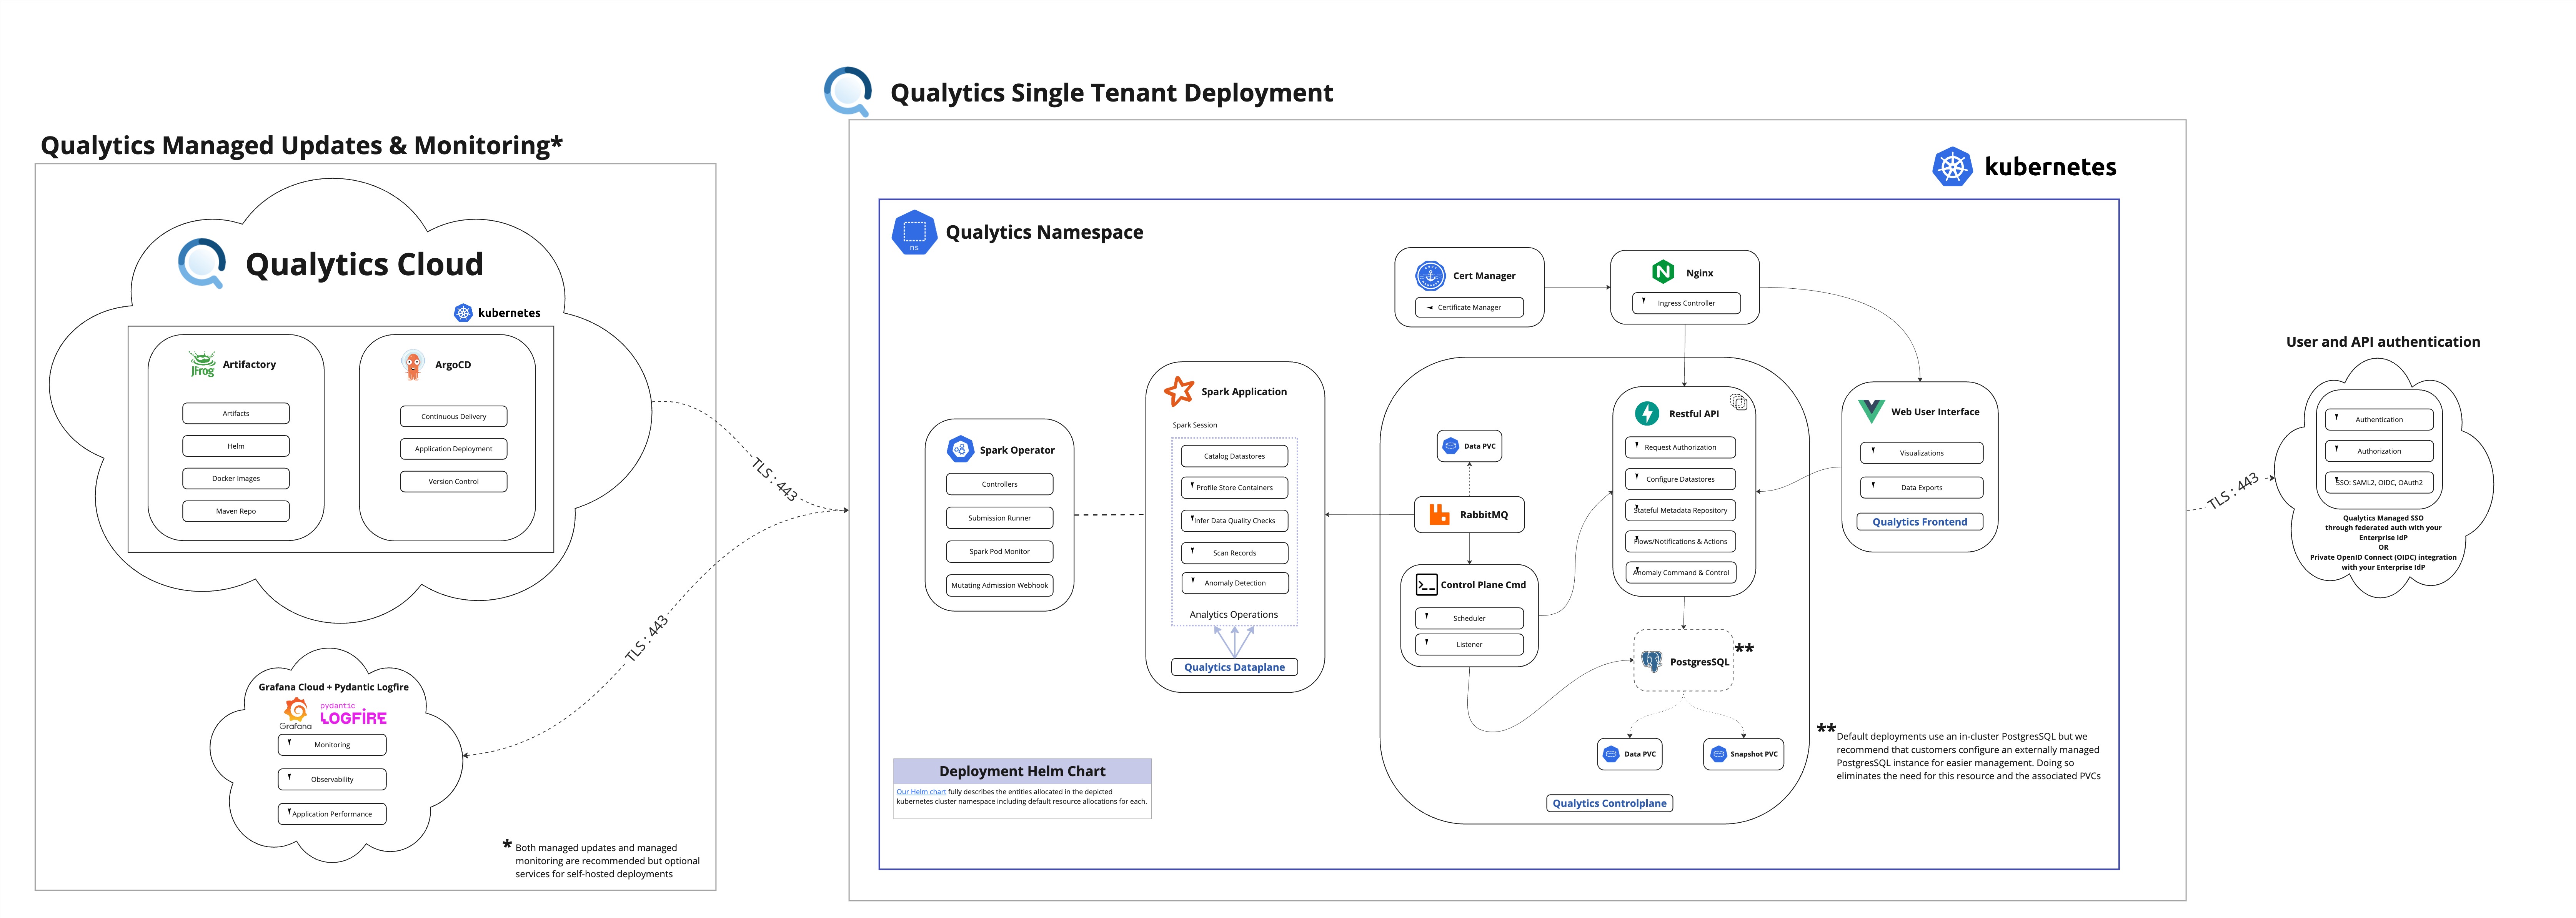 Qualytics Managed Updates & Monitoring*
Qualytics Cloud
kubernetes
JFrog
Artifactory
Artifacts
Helm
Docker Images
Maven Repo
ArgoCD
Continuous Delivery
Application Deployment
Version Control
Grafana Cloud + Pydantic Logfire
Grafana
pydantic
LOGFIRE
Monitoring
Observability
Application Performance
* Both managed updates and managed
monitoring are recommended but optional
services for self-hosted deployments
TLS : 443
TLS : 443
Qualytics Single Tenant Deployment
kubernetes
ns
Qualytics Namespace
Spark Operator
Controllers
Submission Runner
Spark Pod Monitor
Mutating Admission Webhook
Spark Application
Spark Session
Catalog Datastores
Profile Store Containers
Infer Data Quality Checks
Scan Records
Anomaly Detection
Analytics Operations
Qualytics Dataplane
Cert Manager
Certificate Manager
Nginx
Ingress Controller
Data PVC
RabbitMQ
Control Plane Cmd
Scheduler
Listener
Restful API
Request Authorization
Configure Datastores
Stateful Metadata Repository
Flows/Notifications & Actions
Anomaly Command & Control
PostgresSQL
**
Data PVC
Snapshot PVC
Qualytics Controlplane
Web User Interface
Visualizations
Data Exports
Qualytics Frontend
** Default deployments use an in-cluster PostgresSQL but we
recommend that customers configure an externally managed
PostgresSQL instance for easier management. Doing so
eliminates the need for this resource and the associated PVCs
Deployment Helm Chart
Our Helm chart fully describes the entities allocated in the depicted
kubernetes cluster namespace including default resource allocations for each.
TLS : 443
User and API authentication
Authentication
Authorization
SSO: SAML2, OIDC, OAuth2
Qualytics Managed SSO
through federated auth with your
Enterprise IdP
OR
Private OpenID Connect (OIDC) integration
with your Enterprise IdP